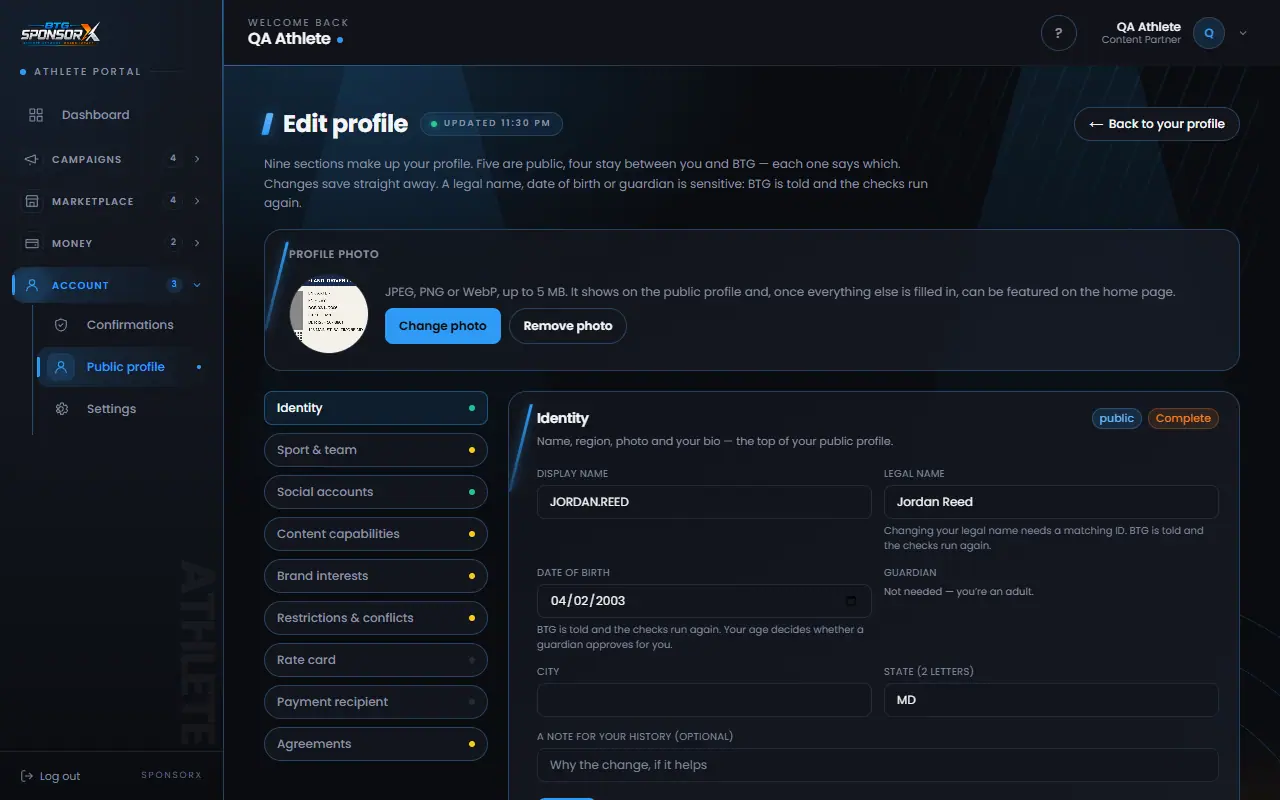 BTG
SPONSORX
ATHLETE PORTAL
Dashboard
CAMPAIGNS 4
MARKETPLACE 4
MONEY 2
ACCOUNT 3
Confirmations
Public profile
Settings
ATHLETE
Log out
SPONSORX
WELCOME BACK
QA Athlete
?
QA Athlete
Content Partner
Q
Edit profile
UPDATED 11:30 PM
← Back to your profile
Nine sections make up your profile. Five are public, four stay between you and BTG — each one says which.
Changes save straight away. A legal name, date of birth or guardian is sensitive: BTG is told and the checks run
again.
PROFILE PHOTO
JPEG, PNG or WebP, up to 5 MB. It shows on the public profile and, once everything else is filled in, can be featured on the home page.
Change photo
Remove photo
Identity
Sport & team
Social accounts
Content capabilities
Brand interests
Restrictions & conflicts
Rate card
Payment recipient
Agreements
Identity
public
Complete
Name, region, photo and your bio — the top of your public profile.
DISPLAY NAME
JORDAN.REED
LEGAL NAME
Jordan Reed
Changing your legal name needs a matching ID. BTG is told and
the checks run again.
DATE OF BIRTH
04/02/2003
BTG is told and the checks run again. Your age decides whether a
guardian approves for you.
GUARDIAN
Not needed — you're an adult.
CITY
STATE (2 LETTERS)
MD
A NOTE FOR YOUR HISTORY (OPTIONAL)
Why the change, if it helps